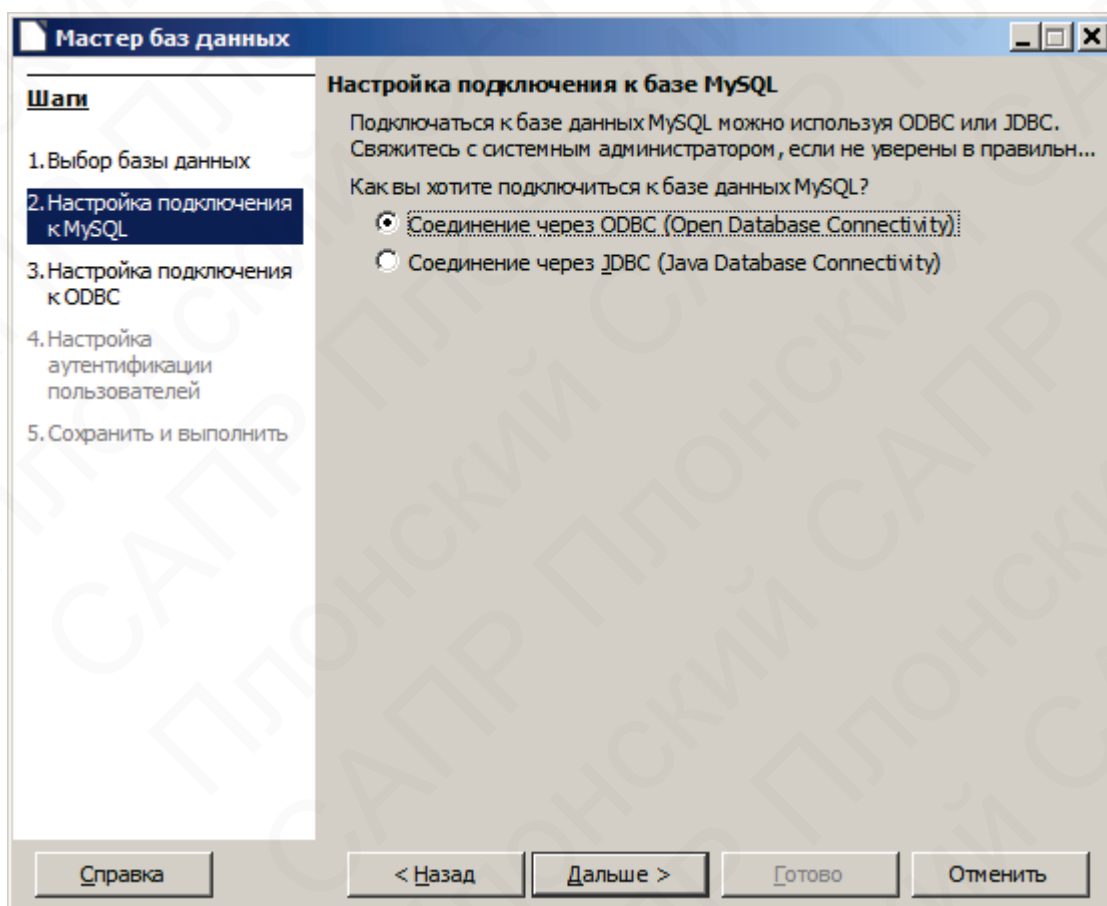 Мастер баз данных
Шаги
1. Выбор базы данных
2. Настройка подключения
к MySQL
3. Настройка подключения
к ODBC
4. Настройка
аутентификации
пользователей
5. Сохранить и выполнить
Настройка подключения к базе MySQL
Подключаться к базе данных MySQL можно используя ODBC или JDBC.
Свяжитесь с системным администратором, если не уверены в правильн...
Как вы хотите подключиться к базе данных MySQL?
Соединение через ODBC (Open Database Connectivity)
Соединение через JDBC (Java Database Connectivity)
Справка
< Назад
Дальше >
Готово
Отменить
САПР Плонский